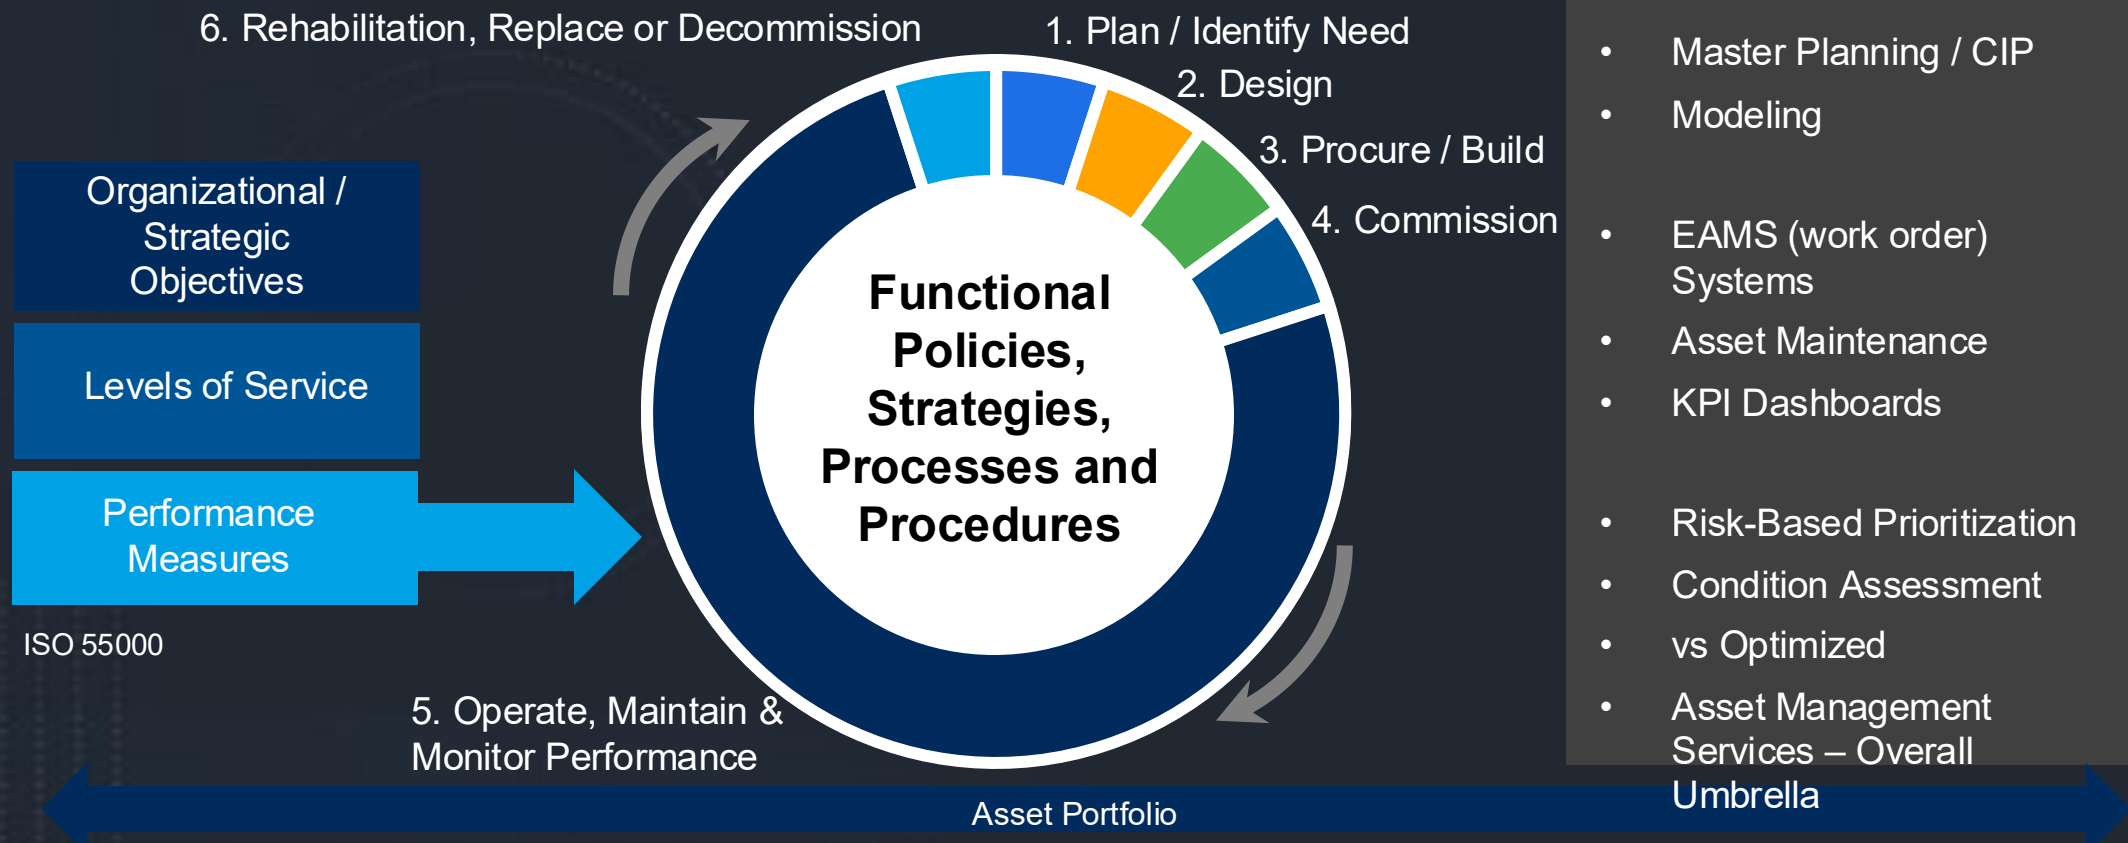 6. Rehabilitation, Replace or Decommission
1. Plan / Identify Need
2. Design
3. Procure / Build
4. Commission
Organizational /
Strategic
Objectives
Levels of Service
Performance
Measures
ISO 55000
Functional
Policies,
Strategies,
Processes and
Procedures
5. Operate, Maintain &
Monitor Performance
• Master Planning / CIP
• Modeling
• EAMS (work order)
Systems
• Asset Maintenance
• KPI Dashboards
• Risk-Based Prioritization
• Condition Assessment
• vs Optimized
• Asset Management
Services – Overall
Umbrella
Asset Portfolio